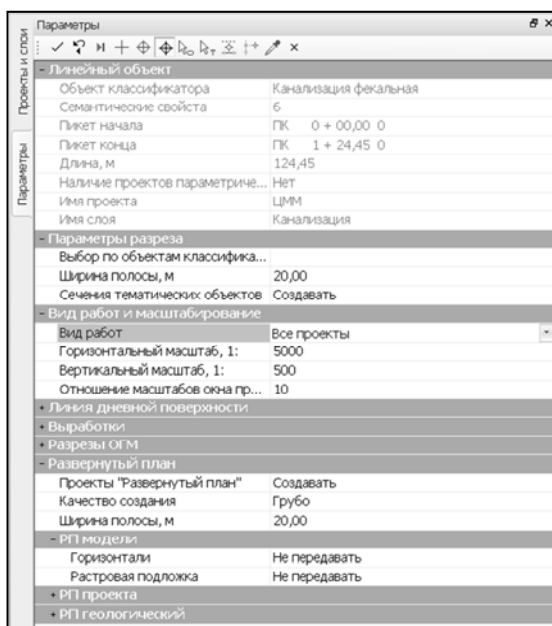 Параметры
Проекты и слои
Параметры
- Линейный объект
Объект классификатора Канализация фекальная
Семантические свойства 6
Пикет начала ПК 0 + 00,00 0
Пикет конца ПК 1 + 24,45 0
Длина, м 124,45
Наличие проектов параметриче... Нет
Имя проекта ЦММ
Имя слоя Канализация
- Параметры разреза
Выбор по объектам классифика...
Ширина полосы, м 20,00
Сечения тематических объектов Создавать
- Вид работ и масштабирование
Вид работ Все проекты
Горизонтальный масштаб, 1: 5000
Вертикальный масштаб, 1: 500
Отношение масштабов окна пр... 10
+ Линия дневной поверхности
+ Выработки
+ Разрезы ОГМ
- Развернутый план
Проекты "Развернутый план" Создавать
Качество создания Грубо
Ширина полосы, м 20,00
- РП модели
Горизонтали Не передавать
Растровая подложка Не передавать
+ РП проекта
+ РП геологический